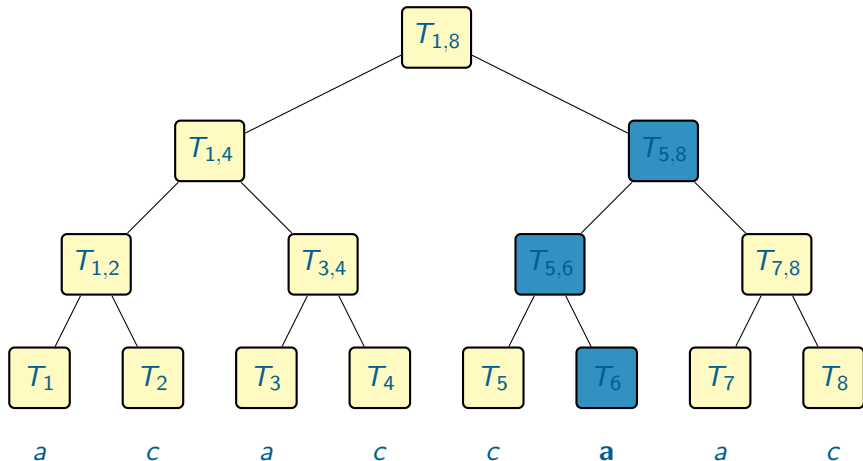 T1,8
T1,4 T5,8
T1,2 T3,4 T5,6 T7,8
T1 T2 T3 T4 T5 T6 T7 T8
a c a c c a a c